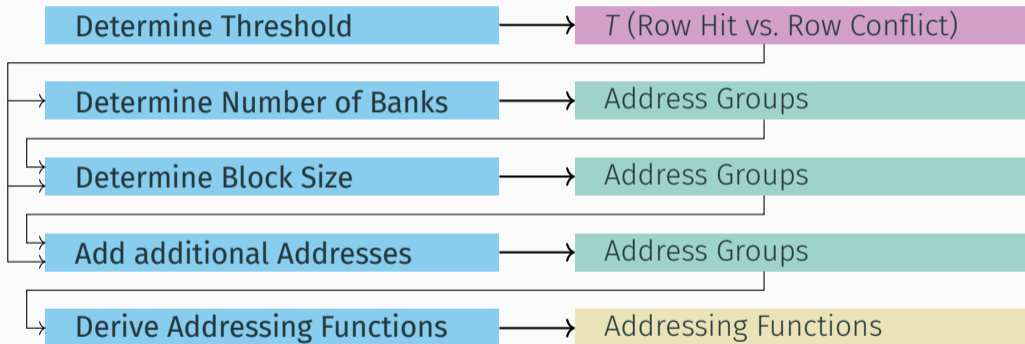 Determine Threshold
T (Row Hit vs. Row Conflict)
Determine Number of Banks
Address Groups
Determine Block Size
Address Groups
Add additional Addresses
Address Groups
Derive Addressing Functions
Addressing Functions